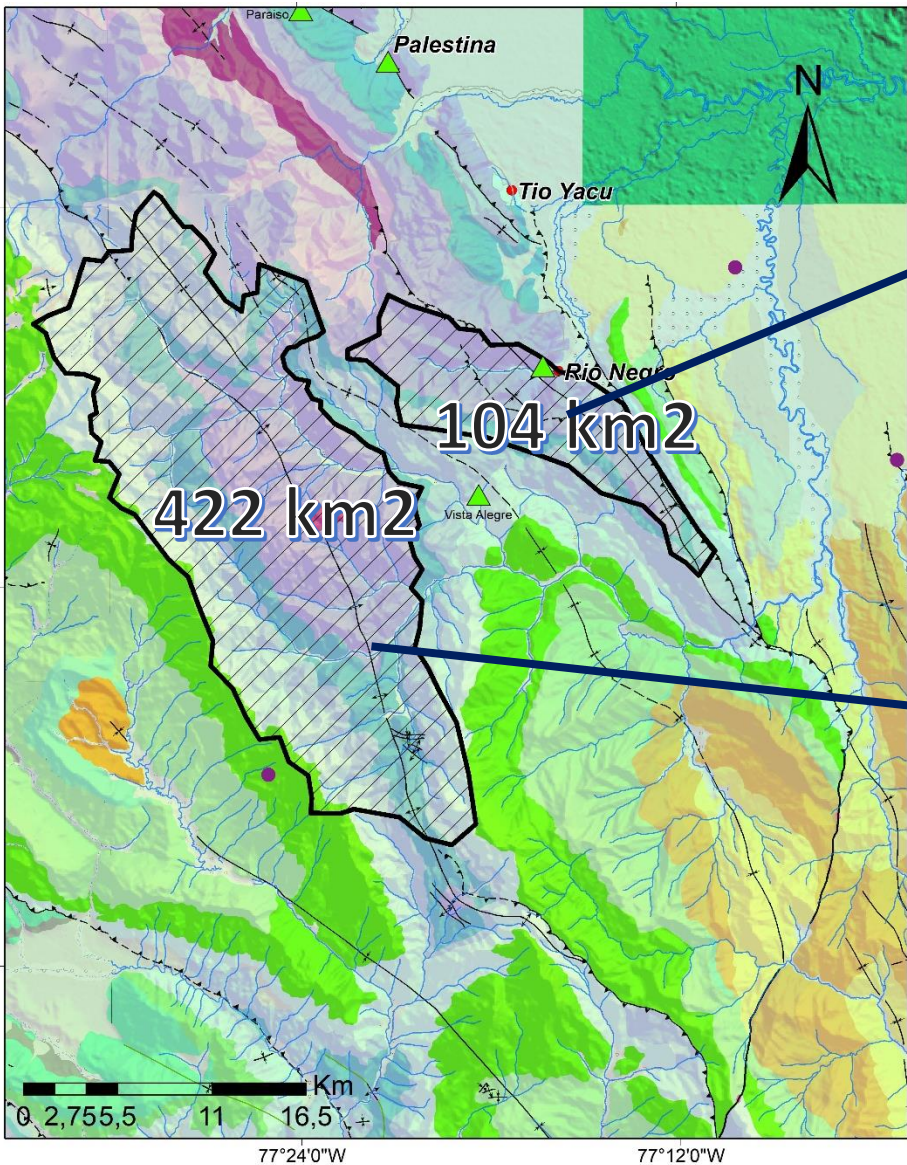 Paraiso
Palestina
N
Tio Yacu
Rio Negro
104 km2
422 km2
Vista Alegre
Km
0 2,755,5 11 16,5
77°24'0"W 77°12'0"W